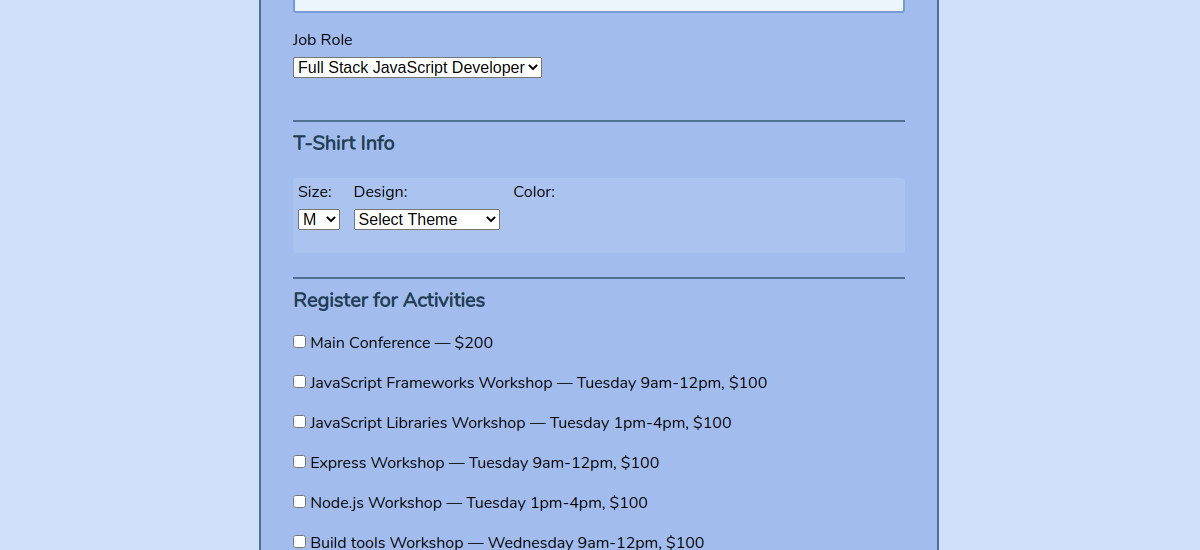 Job Role
Full Stack JavaScript Developer
T-Shirt Info
Size: Design: Color:
M Select Theme
Register for Activities
Main Conference — $200
JavaScript Frameworks Workshop — Tuesday 9am-12pm, $100
JavaScript Libraries Workshop — Tuesday 1pm-4pm, $100
Express Workshop — Tuesday 9am-12pm, $100
Node.js Workshop — Tuesday 1pm-4pm, $100
Build tools Workshop — Wednesday 9am-12pm, $100